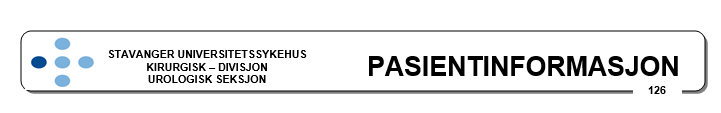 STAVANGER UNIVERSITETSSYKEHUS
KIRURGISK – DIVISJON
UROLOGISK SEKSJON
PASIENTINFORMASJON
126